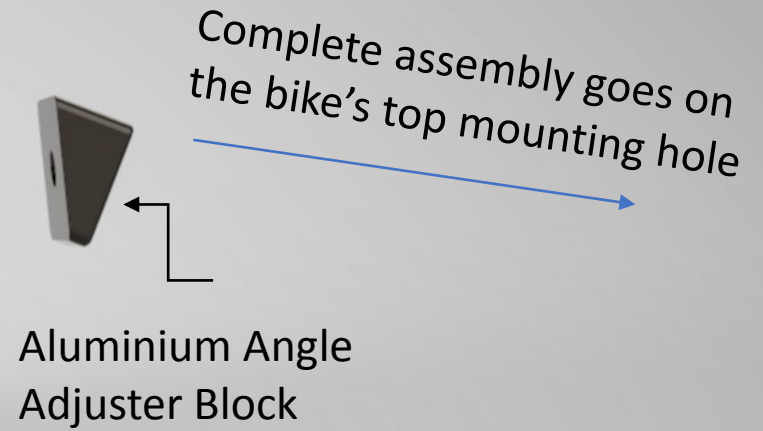 Complete assembly goes on
the bike’s top mounting hole
Aluminium Angle
Adjuster Block